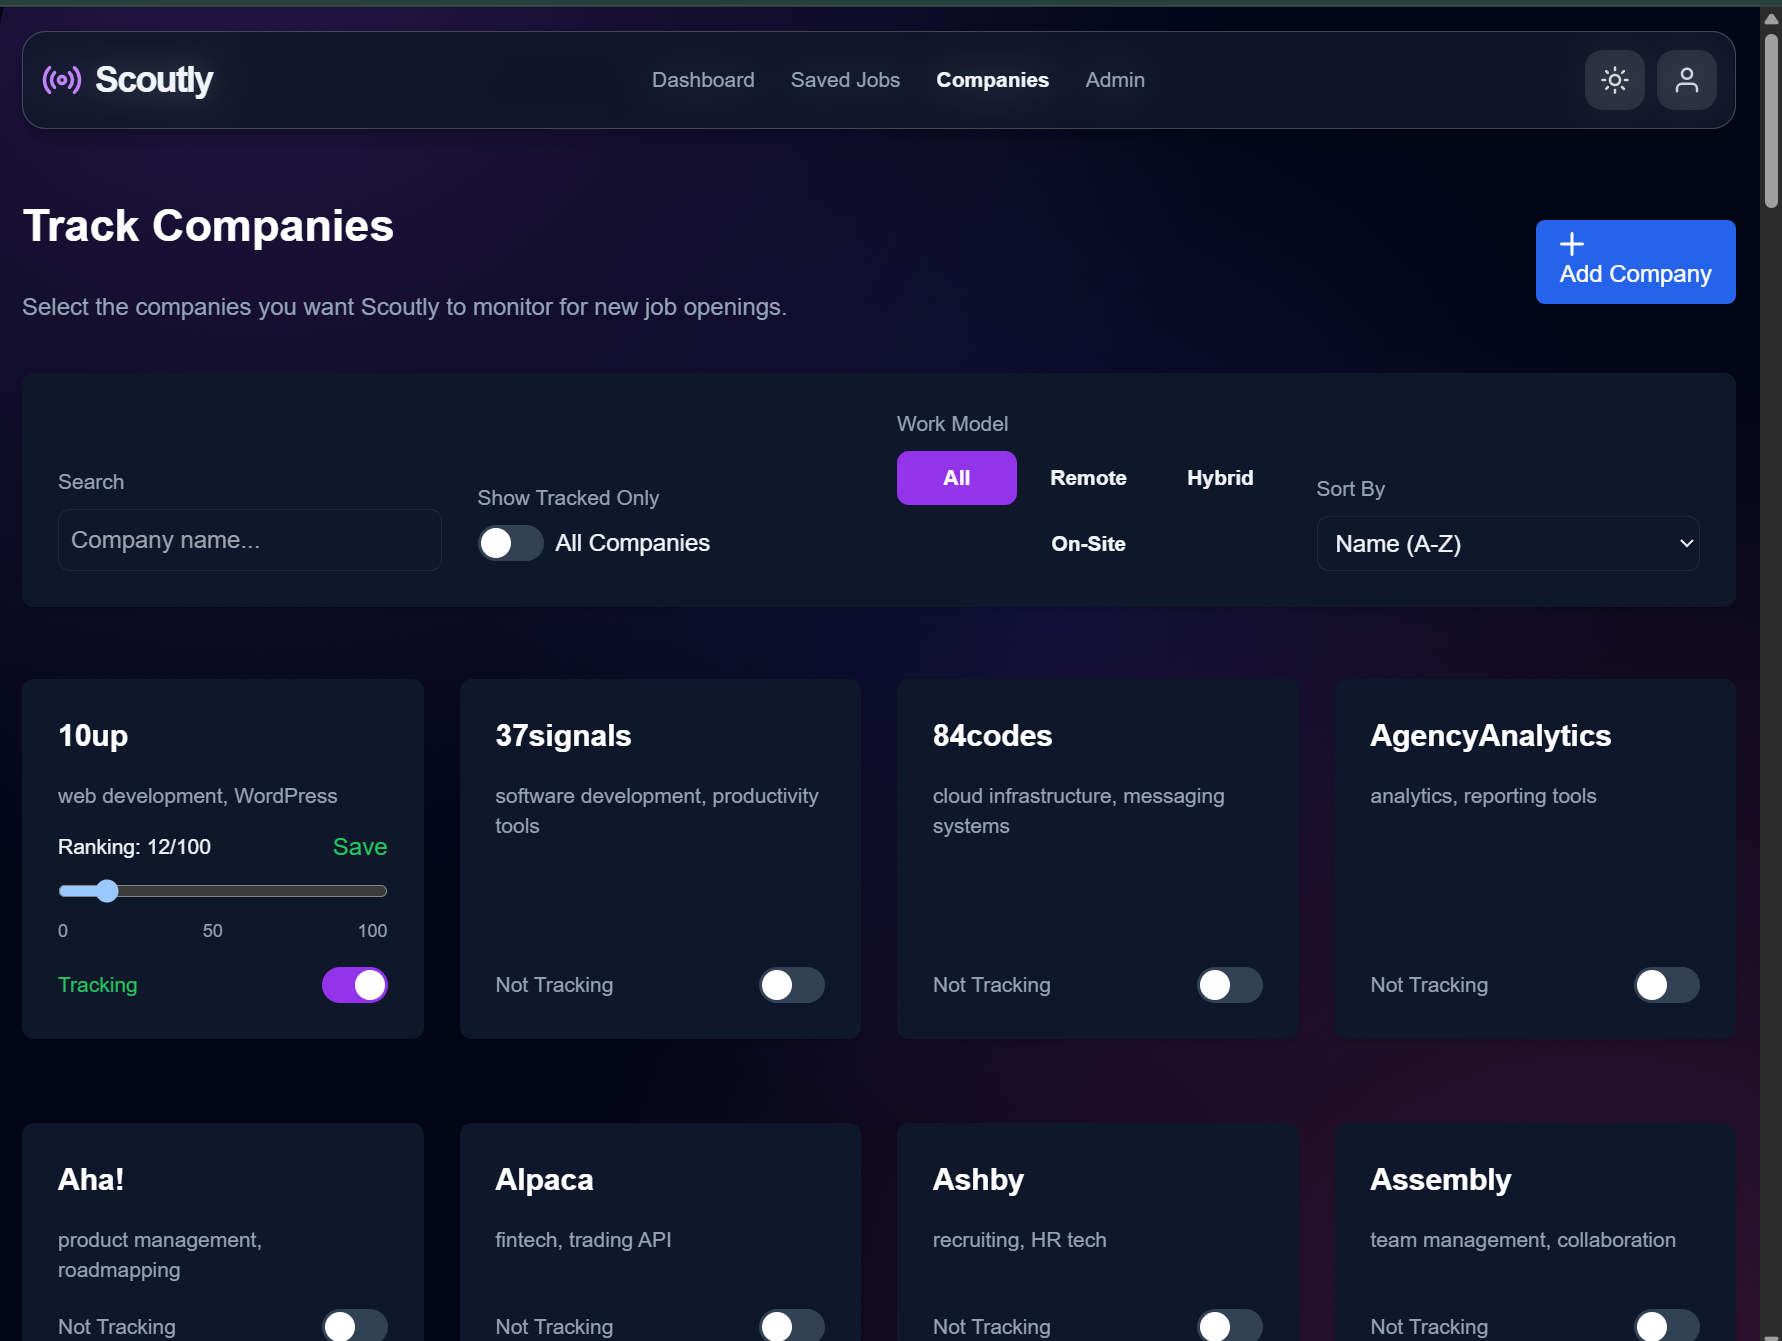 Scoutly
Dashboard
Saved Jobs
Companies
Admin
Track Companies
Add Company
Select the companies you want Scoutly to monitor for new job openings.
Search
Company name...
Show Tracked Only
All Companies
Work Model
All
Remote
Hybrid
On-Site
Sort By
Name (A-Z)
10up
web development, WordPress
Ranking: 12/100
Save
0
50
100
Tracking
37signals
software development, productivity
tools
Not Tracking
84codes
cloud infrastructure, messaging
systems
Not Tracking
AgencyAnalytics
analytics, reporting tools
Not Tracking
Aha!
product management,
roadmapping
Not Tracking
Alpaca
fintech, trading API
Not Tracking
Ashby
recruiting, HR tech
Not Tracking
Assembly
team management, collaboration
Not Tracking